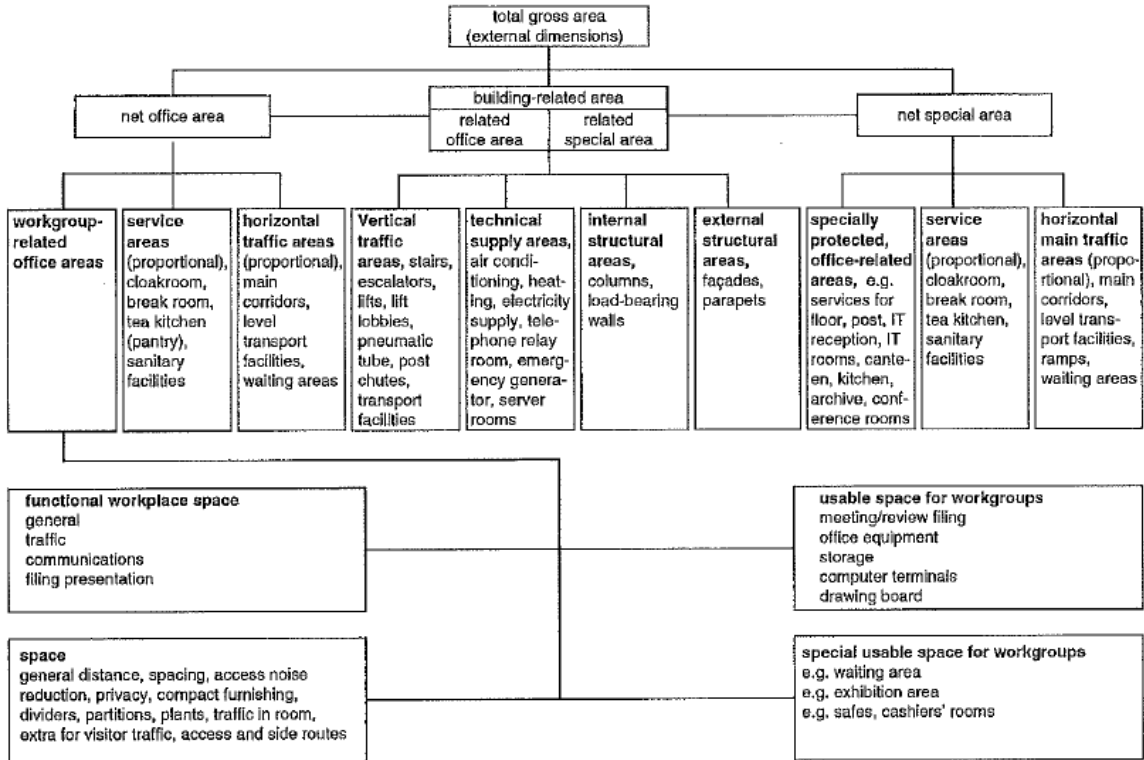 total gross area
(external dimensions)
net office area
building-related area
related
office area
related
special area
net special area
workgroup-
related
office areas
service
areas
(proportional),
cloakroom,
break room,
tea kitchen
(pantry),
sanitary
facilities
horizontal
traffic areas
(proportional),
main
corridors,
level
transport
facilities,
waiting areas
Vertical
traffic
areas, stairs,
escalators,
lifts, lift
lobbies,
pneumatic
tube, post
chutes,
transport
facilities
technical
supply areas,
air condi-
tioning, heat-
ing, electricity
supply, tele-
phone relay
room, emerg-
ency genera-
tor, server
rooms
internal
structural
areas,
columns,
load-bearing
walls
external
structural
areas,
façades,
parapets
specially
protected,
office-related
areas, e.g.
services for
floor, post, IT
reception, IT
rooms, cante-
en, kitchen,
archive, conf-
erence rooms
service
areas
(proportional),
cloakroom,
break room,
tea kitchen,
sanitary
facilities
horizontal
main traffic
areas (propo-
rtional), main
corridors,
level trans-
port facilities,
ramps,
waiting areas
functional workplace space
general
traffic
communications
filing presentation
usable space for workgroups
meeting/review filing
office equipment
storage
computer terminals
drawing board
space
general distance, spacing, access noise
reduction, privacy, compact furnishing,
dividers, partitions, plants, traffic in room,
extra for visitor traffic, access and side routes
special usable space for workgroups
e.g. waiting area
e.g. exhibition area
e.g. safes, cashiers' rooms